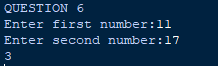 QUESTION 6
Enter first number:11
Enter second number:17
3